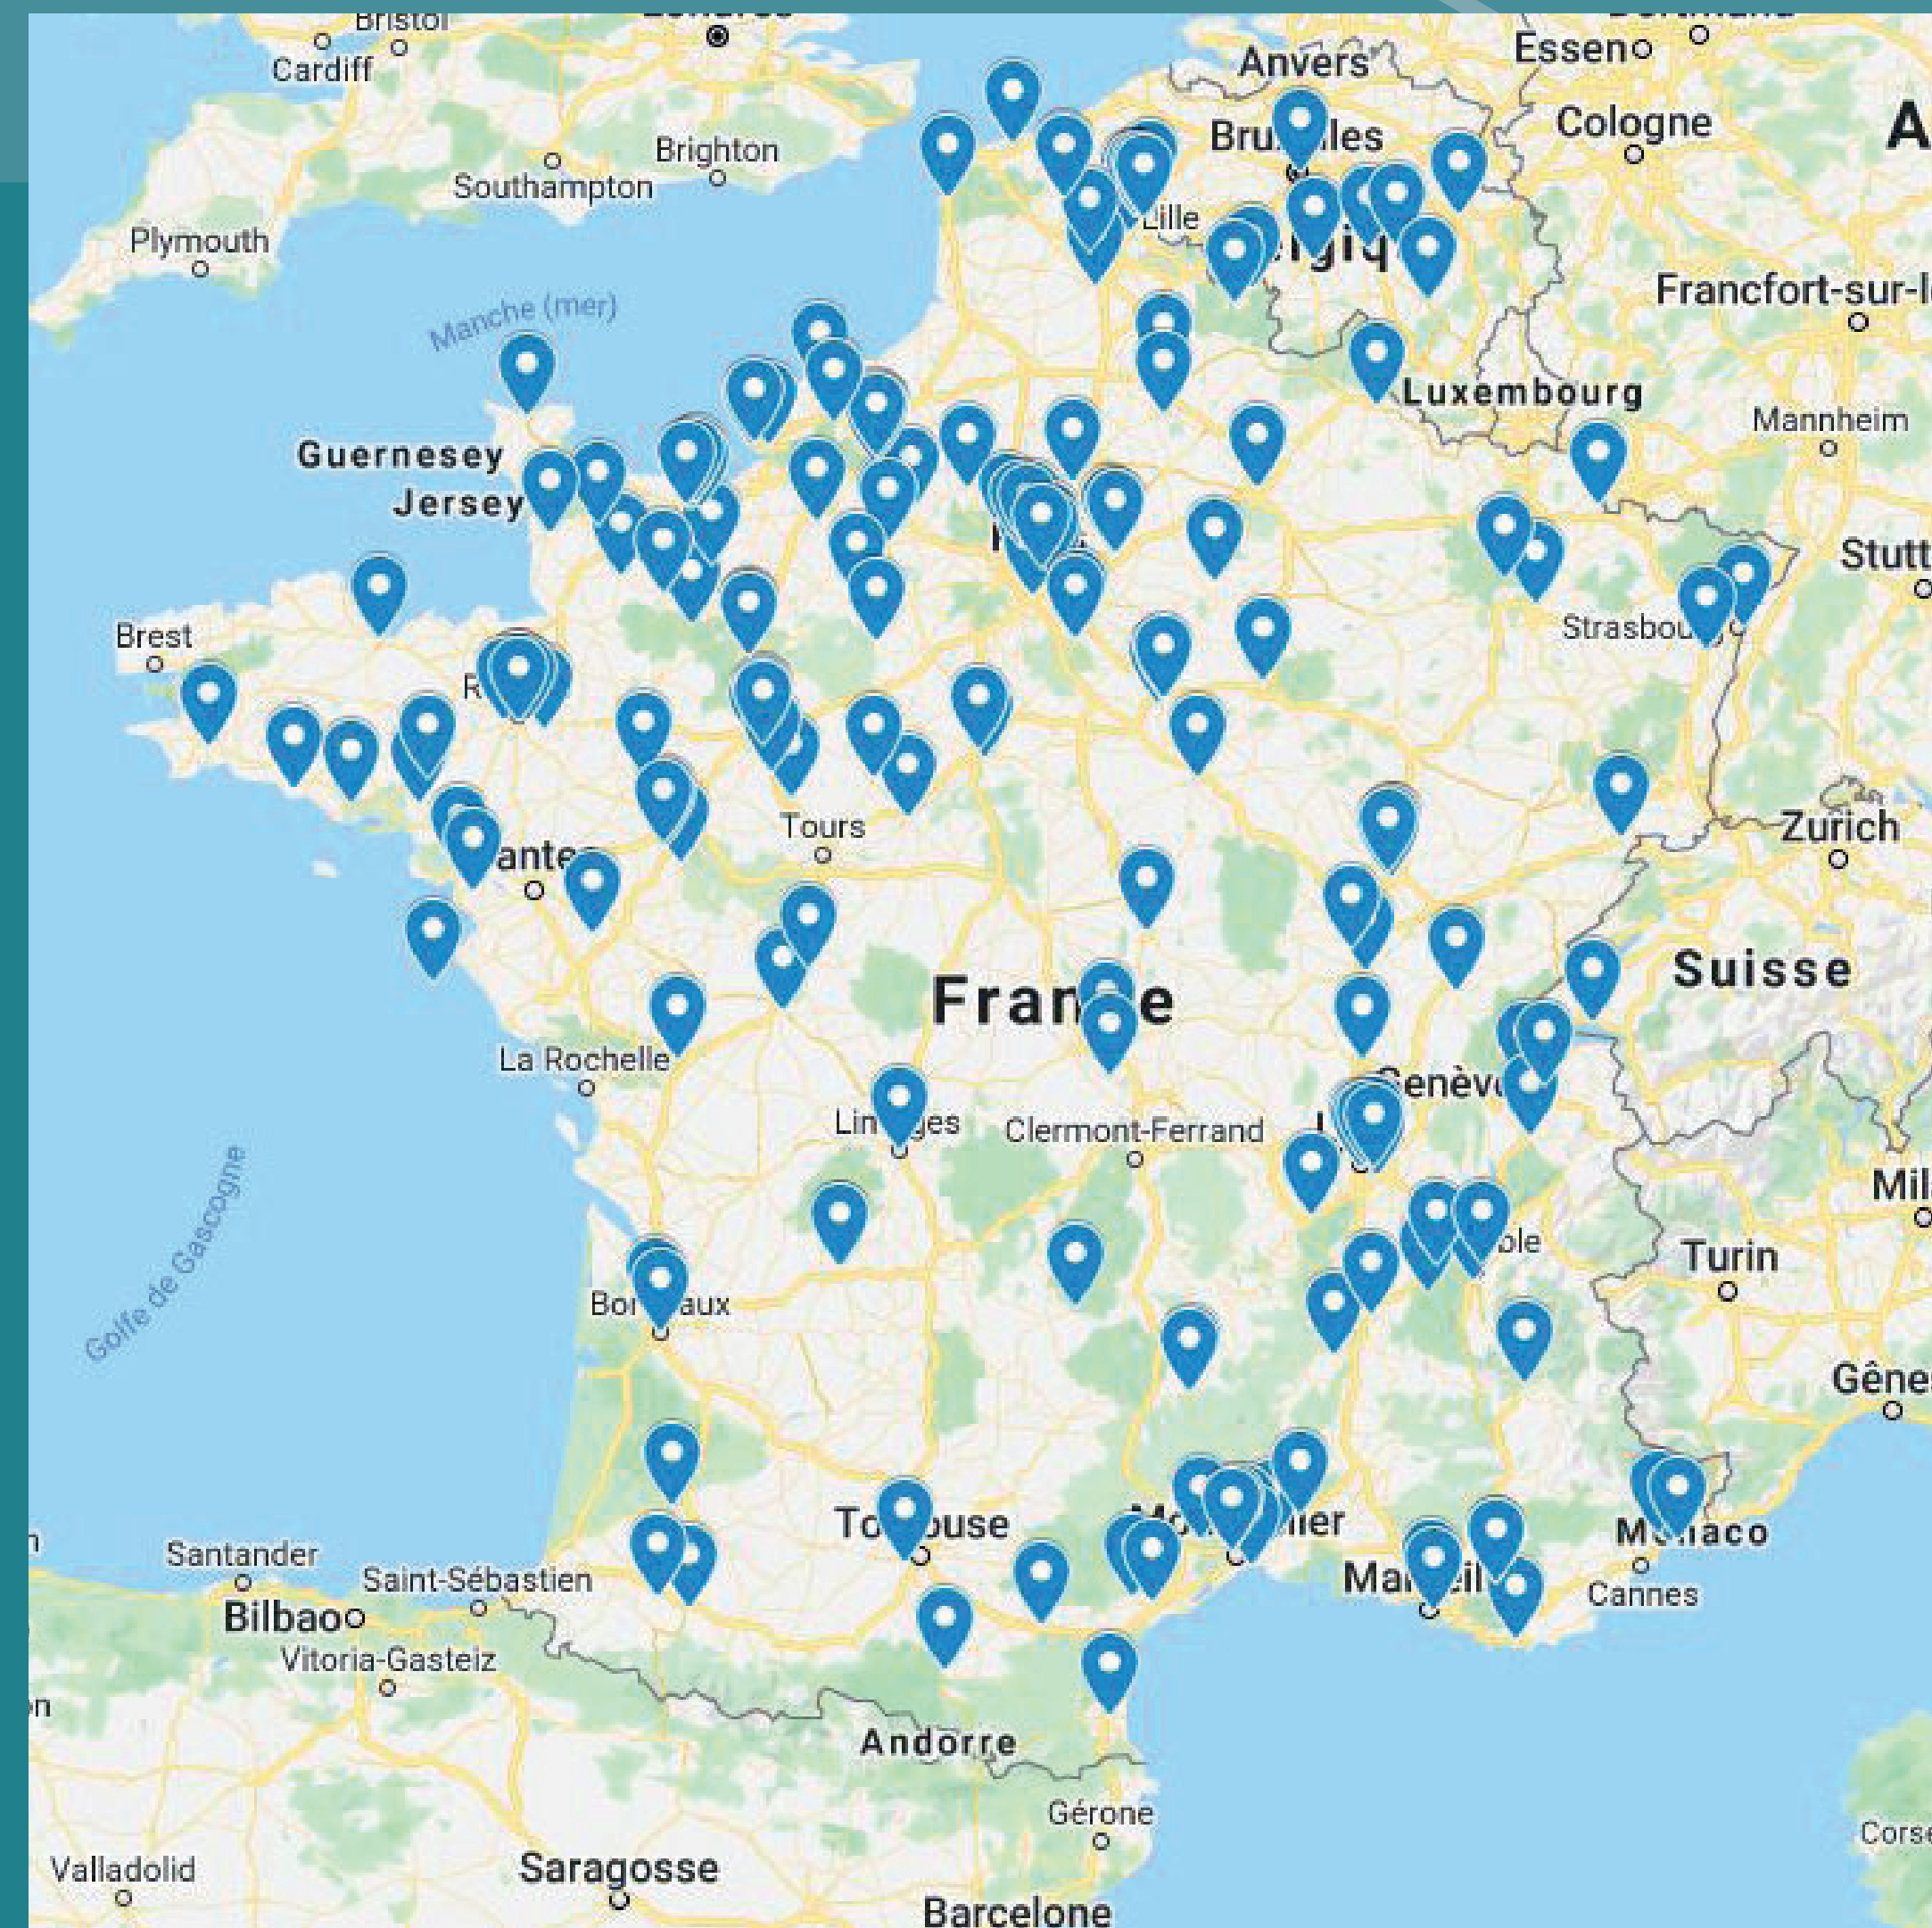 Bristol
Cardiff
Anvers
Essen
Cologne
Brighton
Southampton
Plymouth
Lille
Manche (mer)
Francfort-sur-l
Luxembourg
Mannheim
Guernesey
Jersey
Stutt
Brest
Strasbou
Tours
Zurich
Suisse
La Rochelle
Clermont-Ferrand
Golfe de Gascogne
Turin
Mil
Gêne
Santander
Saint-Sébastien
Cannes
Bilbao
Vitoria-Gasteiz
Andorre
Gérone
Corse
Valladolid
Saragosse
Barcelone